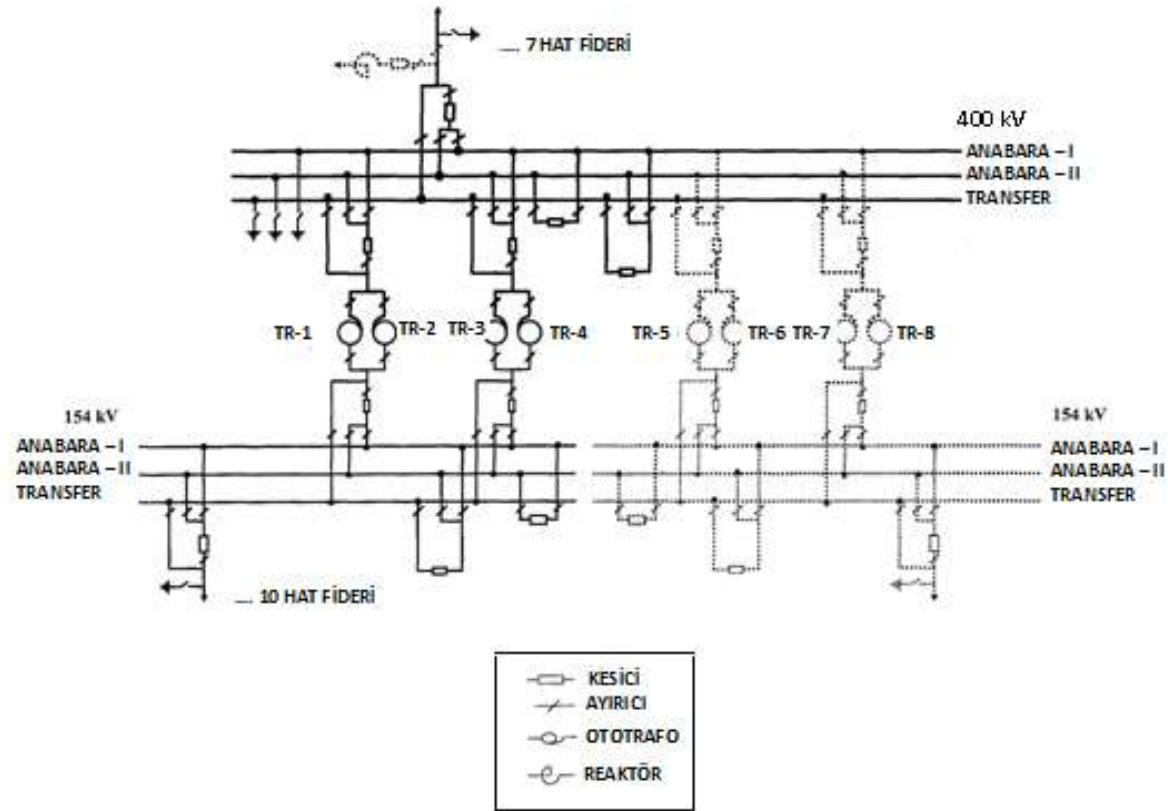 __ 7 HAT FİDERİ
400 kV
ANABARA – I
ANABARA – II
TRANSFER
TR-1
TR-2
TR-3
TR-4
TR-5
TR-6
TR-7
TR-8
154 kV
ANABARA – I
ANABARA – II
TRANSFER
154 kV
ANABARA – I
ANABARA – II
TRANSFER
__ 10 HAT FİDERİ
KESİCİ
AYIRICI
OTOTRAFO
REAKTÖR